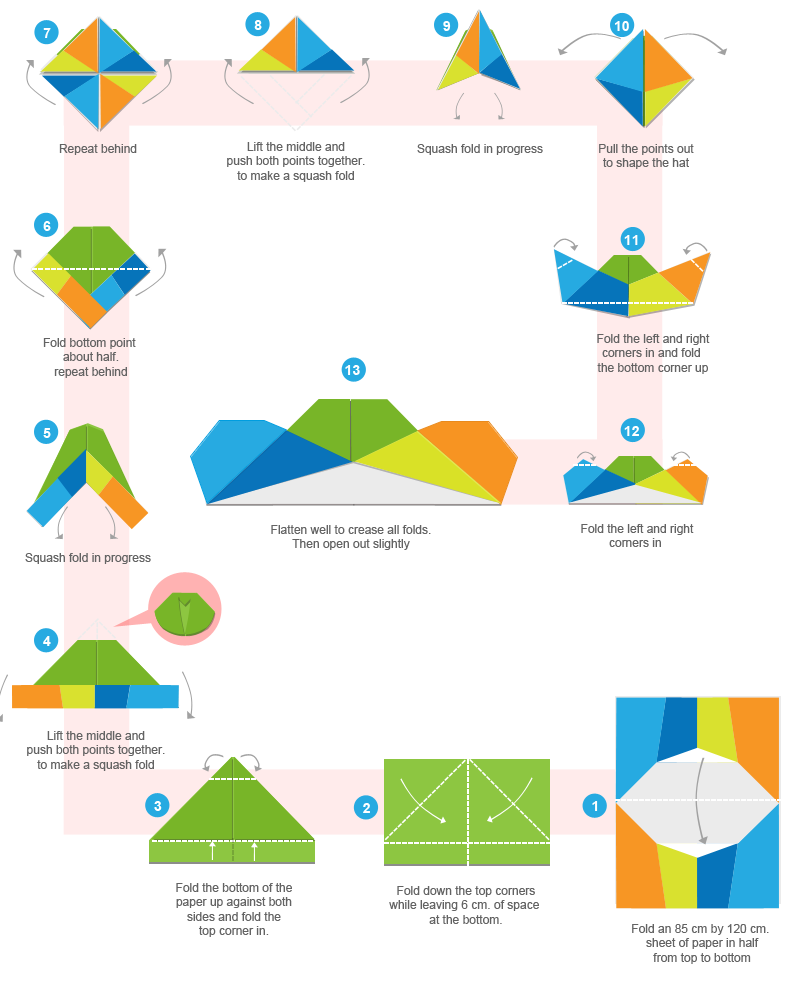 7
Repeat behind
8
Lift the middle and
push both points together.
to make a squash fold
9
Squash fold in progress
10
Pull the points out
to shape the hat
6
Fold bottom point
about half.
repeat behind
11
Fold the left and right
corners in and fold
the bottom corner up
13
Flatten well to crease all folds.
Then open out slightly
12
Fold the left and right
corners in
5
Squash fold in progress
4
Lift the middle and
push both points together.
to make a squash fold
3
Fold the bottom of the
paper up against both
sides and fold the
top corner in.
2
Fold down the top corners
while leaving 6 cm. of space
at the bottom.
1
Fold an 85 cm by 120 cm.
sheet of paper in half
from top to bottom